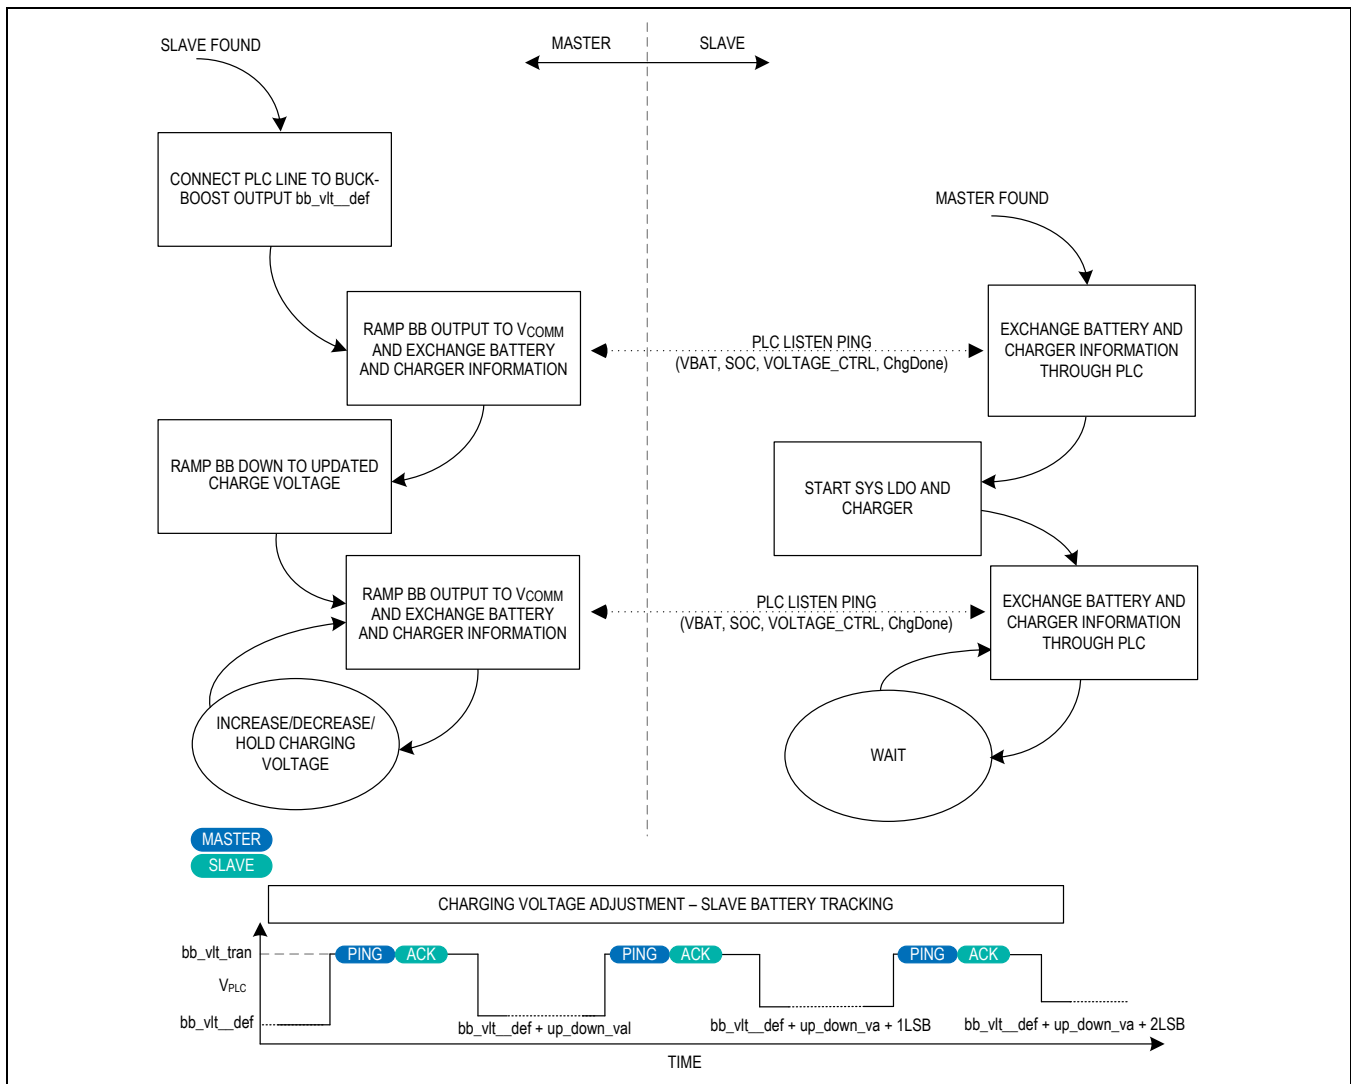 SLAVE FOUND
MASTER
SLAVE
CONNECT PLC LINE TO BUCK-
BOOST OUTPUT bb_vlt__def
MASTER FOUND
RAMP BB OUTPUT TO VCOMM
AND EXCHANGE BATTERY
AND CHARGER INFORMATION
PLC LISTEN PING
(VBAT, SOC, VOLTAGE_CTRL, ChgDone)
EXCHANGE BATTERY AND
CHARGER INFORMATION
THROUGH PLC
RAMP BB DOWN TO UPDATED
CHARGE VOLTAGE
START SYS LDO AND
CHARGER
RAMP BB OUTPUT TO VCOMM
AND EXCHANGE BATTERY
AND CHARGER INFORMATION
PLC LISTEN PING
(VBAT, SOC, VOLTAGE_CTRL, ChgDone)
EXCHANGE BATTERY AND
CHARGER INFORMATION
THROUGH PLC
INCREASE/DECREASE/
HOLD CHARGING
VOLTAGE
WAIT
MASTER
SLAVE
CHARGING VOLTAGE ADJUSTMENT – SLAVE BATTERY TRACKING
bb_vlt_tran
PING ACK PING ACK PING ACK
VPLC
bb_vlt__def
bb_vlt__def + up_down_val
bb_vlt__def + up_down_va + 1LSB
bb_vlt__def + up_down_va + 2LSB
TIME